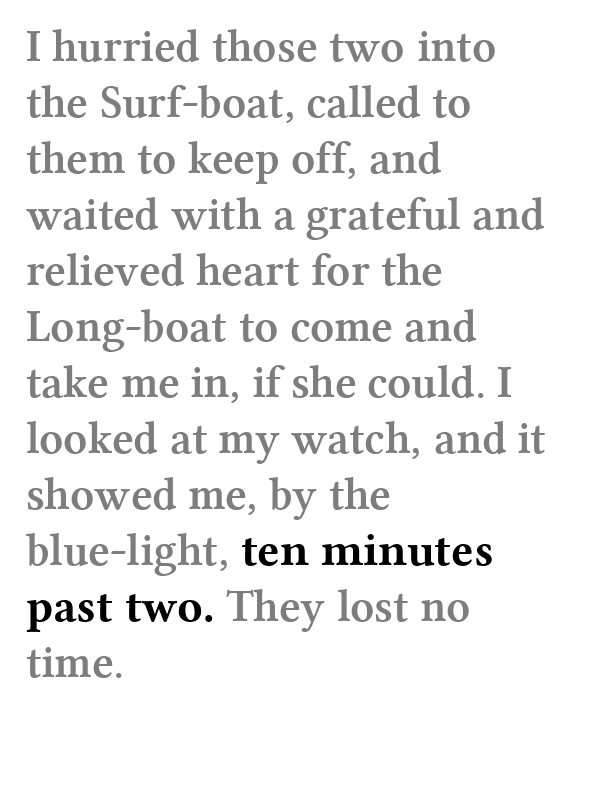 I hurried those two into
the Surf-boat, called to
them to keep off, and
waited with a grateful and
relieved heart for the
Long-boat to come and
take me in, if she could. I
looked at my watch, and it
showed me, by the
blue-light, ten minutes
past two. They lost no
time.